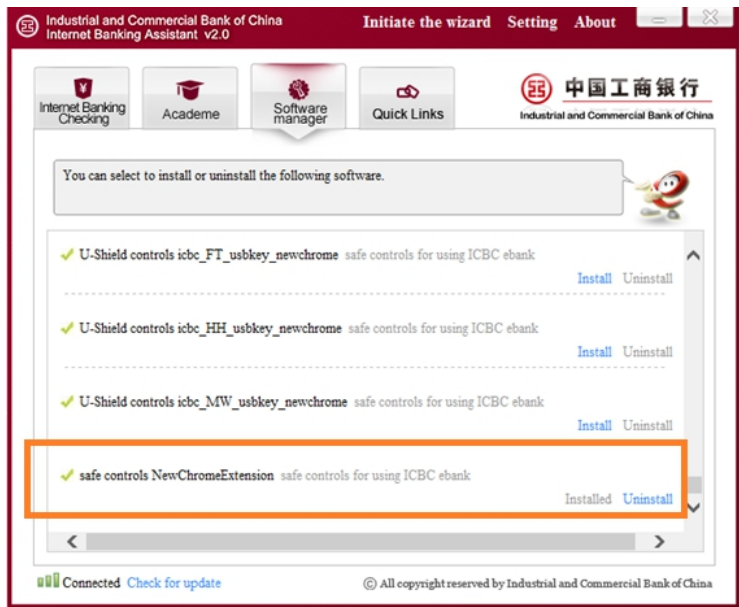 Industrial and Commercial Bank of China
Internet Banking Assistant v2.0
Initiate the wizard Setting About
Internet Banking Checking
Academe
Software manager
Quick Links
中国工商银行
Industrial and Commercial Bank of China
You can select to install or uninstall the following software.
U-Shield controls icbc_FT_usbkey_newchrome safe controls for using ICBC ebank
Install Uninstall
U-Shield controls icbc_HH_usbkey_newchrome safe controls for using ICBC ebank
Install Uninstall
U-Shield controls icbc_MW_usbkey_newchrome safe controls for using ICBC ebank
Install Uninstall
safe controls NewChromeExtension safe controls for using ICBC ebank
Installed Uninstall
Connected Check for update
© All copyright reserved by Industrial and Commercial Bank of China